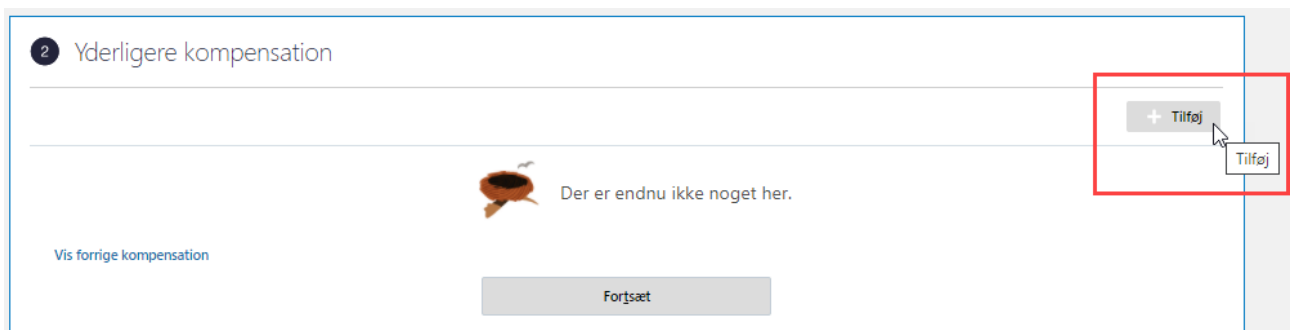 2 Yderligere kompensation
+ Tilføj
Tilføj
Der er endnu ikke noget her.
Vis forrige kompensation
Fortsæt